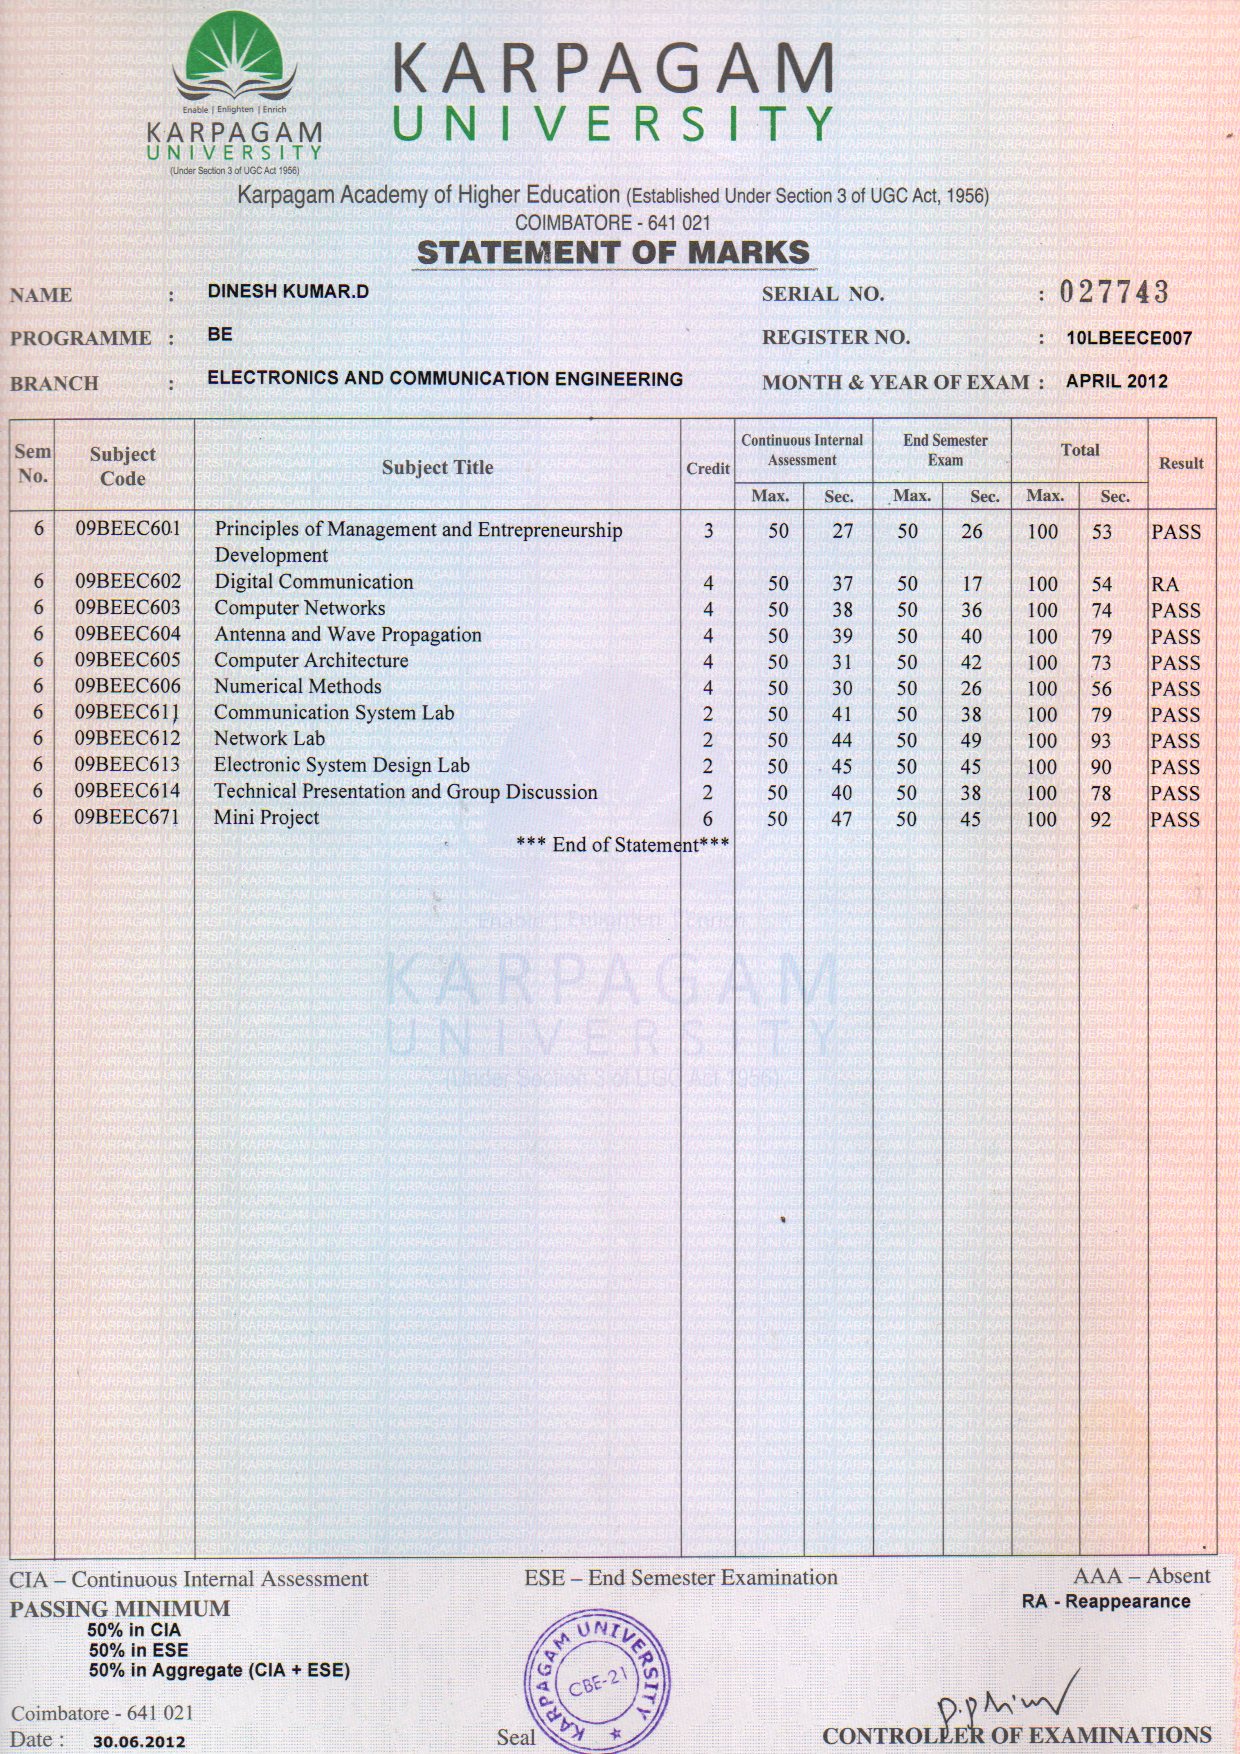 Enable | Enlighten | Enrich
KARPAGAM
UNIVERSITY
(Under Section 3 of UGC Act 1956)
KARPAGAM
UNIVERSITY
Karpagam Academy of Higher Education (Established Under Section 3 of UGC Act, 1956)
COIMBATORE - 641 021
STATEMENT OF MARKS
NAME : DINESH KUMAR.D SERIAL NO. : 027743
PROGRAMME : BE REGISTER NO. : 10LBEECE007
BRANCH : ELECTRONICS AND COMMUNICATION ENGINEERING MONTH & YEAR OF EXAM : APRIL 2012
Sem No. Subject Code Subject Title Credit Continuous Internal Assessment End Semester Exam Total Result
Max. Sec. Max. Sec. Max. Sec.
6 09BEEC601 Principles of Management and Entrepreneurship 3 50 27 50 26 100 53 PASS
Development
6 09BEEC602 Digital Communication 4 50 37 50 17 100 54 RA
6 09BEEC603 Computer Networks 4 50 38 50 36 100 74 PASS
6 09BEEC604 Antenna and Wave Propagation 4 50 39 50 40 100 79 PASS
6 09BEEC605 Computer Architecture 4 50 31 50 42 100 73 PASS
6 09BEEC606 Numerical Methods 4 50 30 50 26 100 56 PASS
6 09BEEC611 Communication System Lab 2 50 41 50 38 100 79 PASS
6 09BEEC612 Network Lab 2 50 44 50 49 100 93 PASS
6 09BEEC613 Electronic System Design Lab 2 50 45 50 45 100 90 PASS
6 09BEEC614 Technical Presentation and Group Discussion 2 50 40 50 38 100 78 PASS
6 09BEEC671 Mini Project 6 50 47 50 45 100 92 PASS
*** End of Statement***
Enable | Enlighten | Enrich
KARPAGAM
UNIVERSITY
(Under Section 3 of UGC Act 1956)
CIA – Continuous Internal Assessment ESE – End Semester Examination AAA – Absent
RA - Reappearance
PASSING MINIMUM
50% in CIA
50% in ESE
50% in Aggregate (CIA + ESE)
KARPAGAM UNIVERSITY
CBE-21
Coimbatore - 641 021
Date : 30.06.2012 Seal CONTROLLER OF EXAMINATIONS